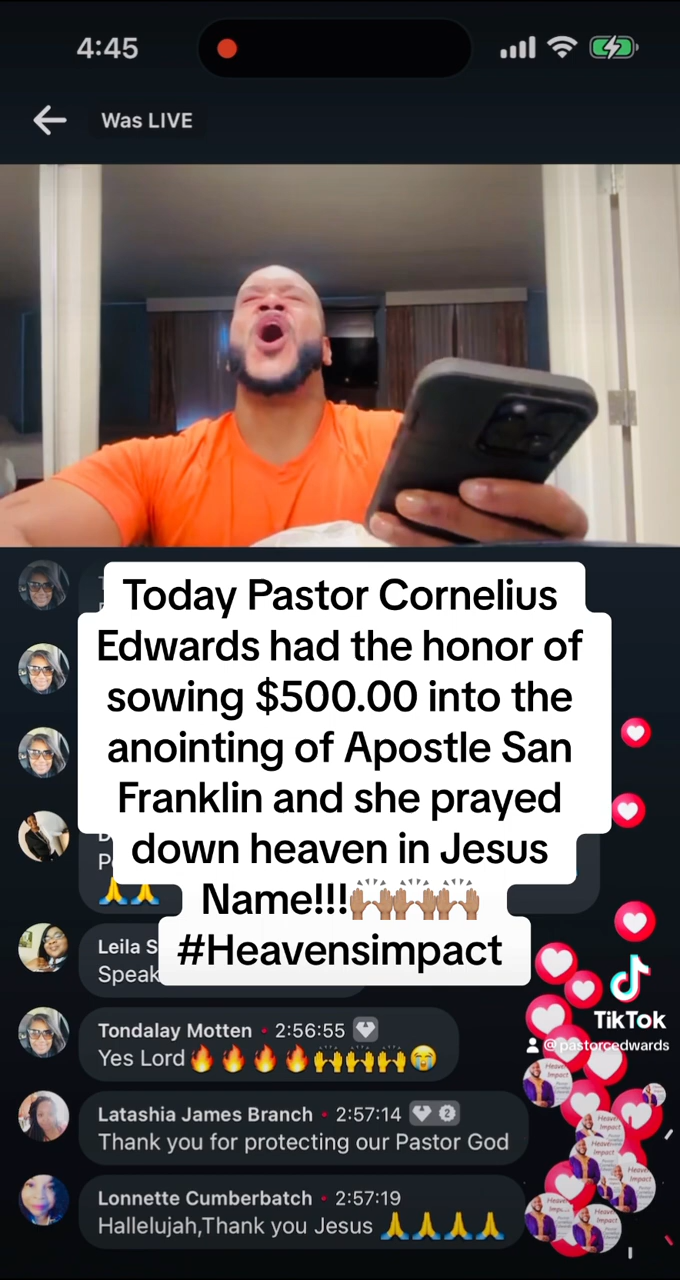 4:45
Was LIVE
Today Pastor Cornelius
Edwards had the honor of
sowing $500.00 into the
anointing of Apostle San
Franklin and she prayed
down heaven in Jesus
Name!!!🙌🏽🙌🏽🙌🏽
#Heavensimpact
🙏🙏
Leila S
Speak
Tondalay Motten • 2:56:55
Yes Lord🔥🔥🔥🔥🙌🙌🙌😭
Latashia James Branch • 2:57:14
Thank you for protecting our Pastor God
Lonnette Cumberbatch • 2:57:19
Hallelujah,Thank you Jesus 🙏🙏🙏🙏
TikTok
@pastorcedwards